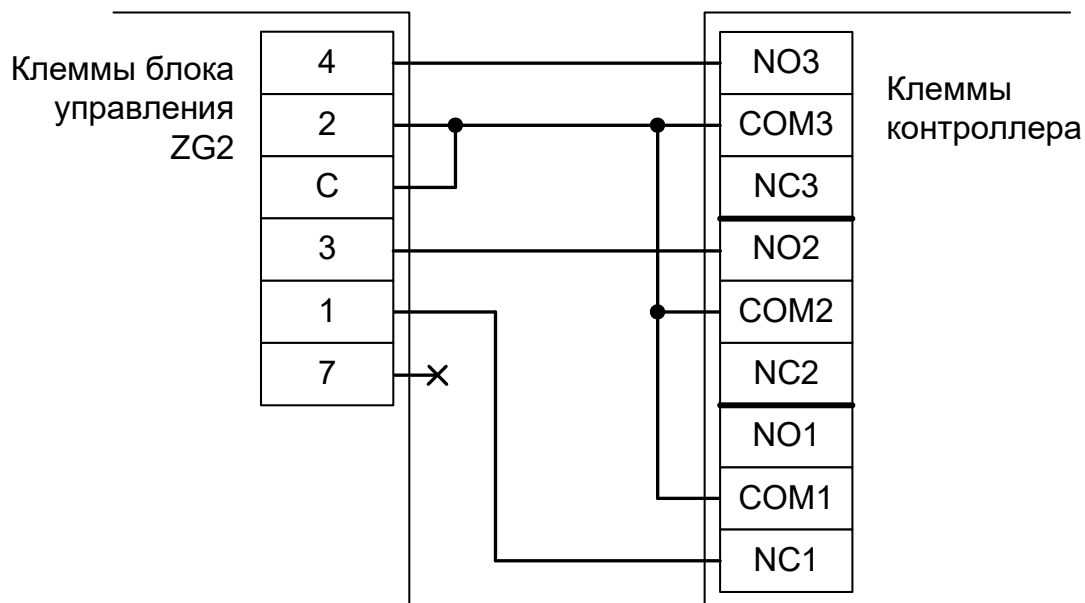 Клеммы блока
управления
ZG2
4
2
C
3
1
7
NO3
COM3
NC3
NO2
COM2
NC2
NO1
COM1
NC1
Клеммы
контроллера